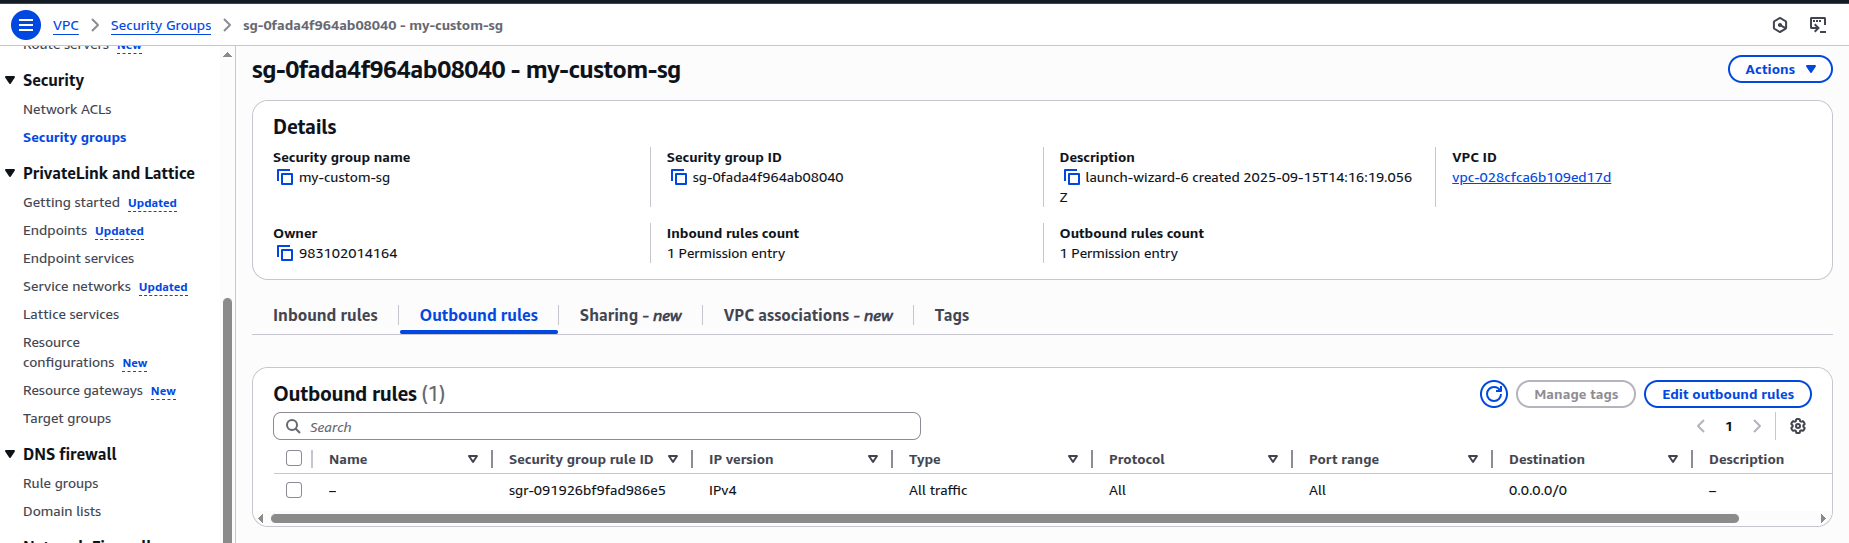 VPC > Security Groups > sg-0fada4f964ab08040 - my-custom-sg
Route servers New
Security
Network ACLs
Security groups
PrivateLink and Lattice
Getting started Updated
Endpoints Updated
Endpoint services
Service networks Updated
Lattice services
Resource
configurations New
Resource gateways New
Target groups
DNS firewall
Rule groups
Domain lists
Network Firewall
sg-0fada4f964ab08040 - my-custom-sg
Actions
Details
Security group name
my-custom-sg
Security group ID
sg-0fada4f964ab08040
Description
launch-wizard-6 created 2025-09-15T14:16:19.056
Z
VPC ID
vpc-028cfca6b109ed17d
Owner
983102014164
Inbound rules count
1 Permission entry
Outbound rules count
1 Permission entry
Inbound rules Outbound rules Sharing - new VPC associations - new Tags
Outbound rules (1)
Manage tags
Edit outbound rules
Search
1
Name Security group rule ID IP version Type Protocol Port range Destination Description
– sgr-091926bf9fad986e5 IPv4 All traffic All All 0.0.0.0/0 –